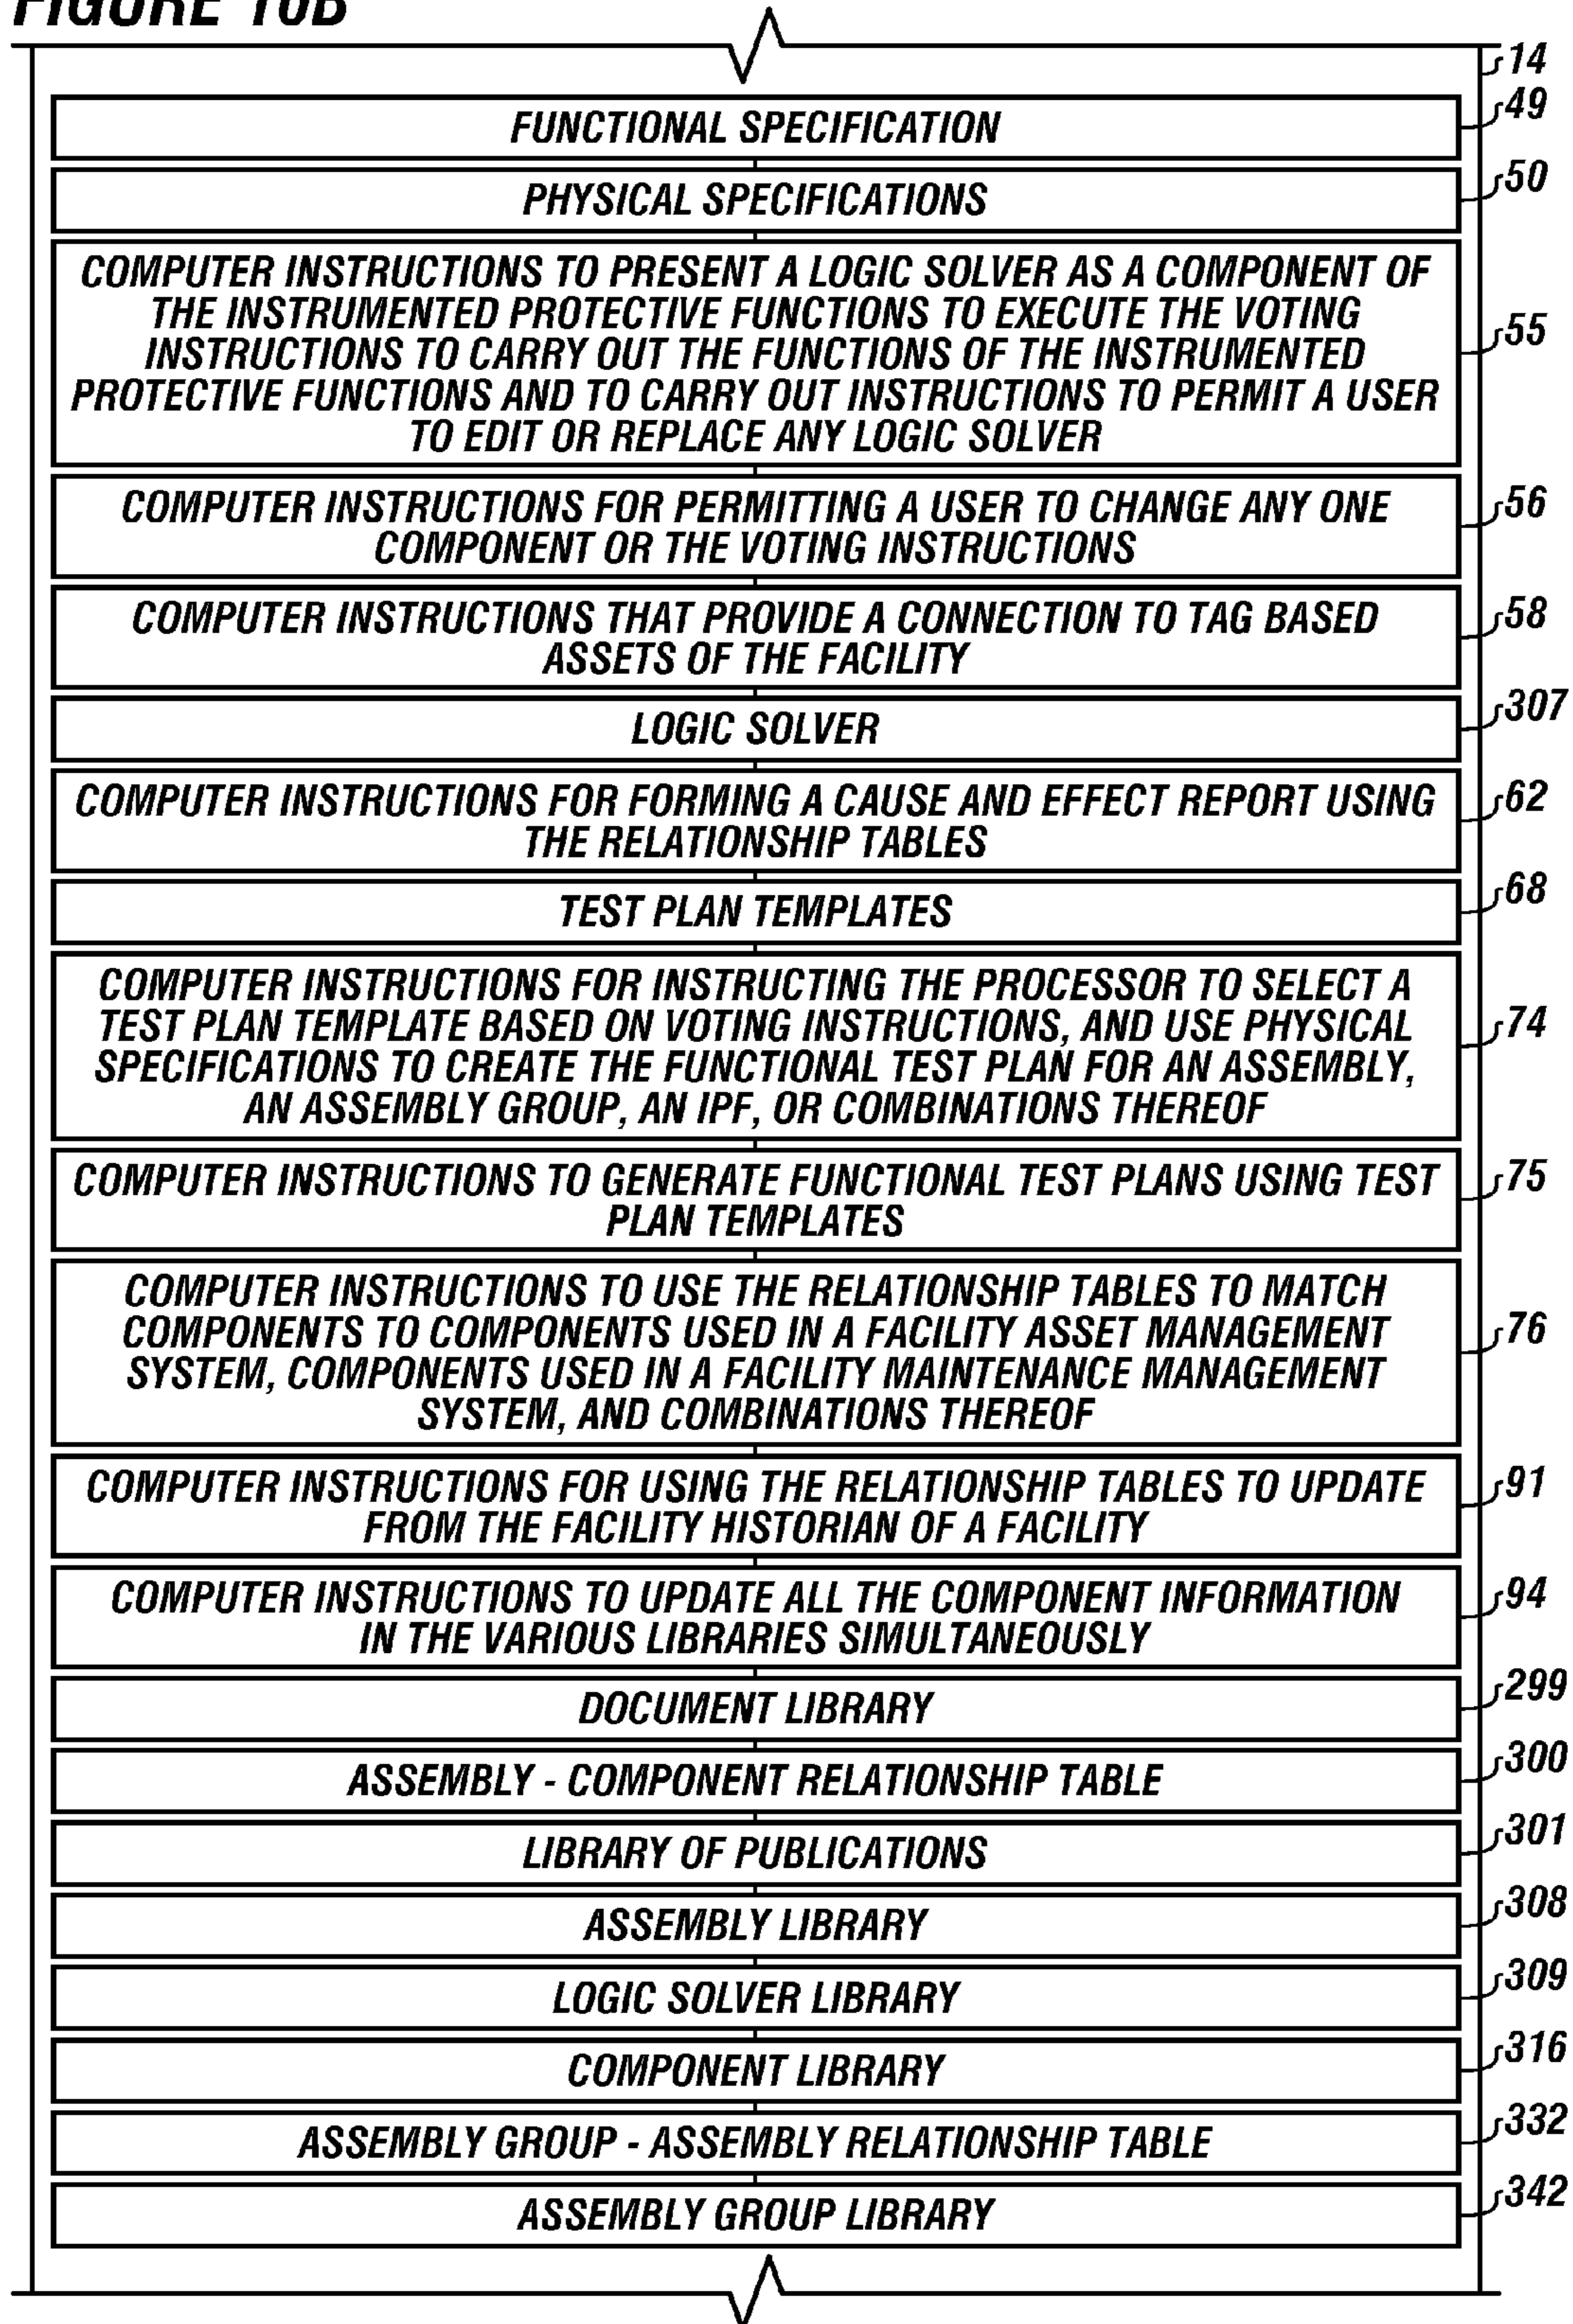 FIGURE 10B
14
FUNCTIONAL SPECIFICATION
49
PHYSICAL SPECIFICATIONS
50
COMPUTER INSTRUCTIONS TO PRESENT A LOGIC SOLVER AS A COMPONENT OF
THE INSTRUMENTED PROTECTIVE FUNCTIONS TO EXECUTE THE VOTING
INSTRUCTIONS TO CARRY OUT THE FUNCTIONS OF THE INSTRUMENTED
PROTECTIVE FUNCTIONS AND TO CARRY OUT INSTRUCTIONS TO PERMIT A USER
TO EDIT OR REPLACE ANY LOGIC SOLVER
55
COMPUTER INSTRUCTIONS FOR PERMITTING A USER TO CHANGE ANY ONE
COMPONENT OR THE VOTING INSTRUCTIONS
56
COMPUTER INSTRUCTIONS THAT PROVIDE A CONNECTION TO TAG BASED
ASSETS OF THE FACILITY
58
LOGIC SOLVER
307
COMPUTER INSTRUCTIONS FOR FORMING A CAUSE AND EFFECT REPORT USING
THE RELATIONSHIP TABLES
62
TEST PLAN TEMPLATES
68
COMPUTER INSTRUCTIONS FOR INSTRUCTING THE PROCESSOR TO SELECT A
TEST PLAN TEMPLATE BASED ON VOTING INSTRUCTIONS, AND USE PHYSICAL
SPECIFICATIONS TO CREATE THE FUNCTIONAL TEST PLAN FOR AN ASSEMBLY,
AN ASSEMBLY GROUP, AN IPF, OR COMBINATIONS THEREOF
74
COMPUTER INSTRUCTIONS TO GENERATE FUNCTIONAL TEST PLANS USING TEST
PLAN TEMPLATES
75
COMPUTER INSTRUCTIONS TO USE THE RELATIONSHIP TABLES TO MATCH
COMPONENTS TO COMPONENTS USED IN A FACILITY ASSET MANAGEMENT
SYSTEM, COMPONENTS USED IN A FACILITY MAINTENANCE MANAGEMENT
SYSTEM, AND COMBINATIONS THEREOF
76
COMPUTER INSTRUCTIONS FOR USING THE RELATIONSHIP TABLES TO UPDATE
FROM THE FACILITY HISTORIAN OF A FACILITY
91
COMPUTER INSTRUCTIONS TO UPDATE ALL THE COMPONENT INFORMATION
IN THE VARIOUS LIBRARIES SIMULTANEOUSLY
94
DOCUMENT LIBRARY
299
ASSEMBLY - COMPONENT RELATIONSHIP TABLE
300
LIBRARY OF PUBLICATIONS
301
ASSEMBLY LIBRARY
308
LOGIC SOLVER LIBRARY
309
COMPONENT LIBRARY
316
ASSEMBLY GROUP - ASSEMBLY RELATIONSHIP TABLE
332
ASSEMBLY GROUP LIBRARY
342